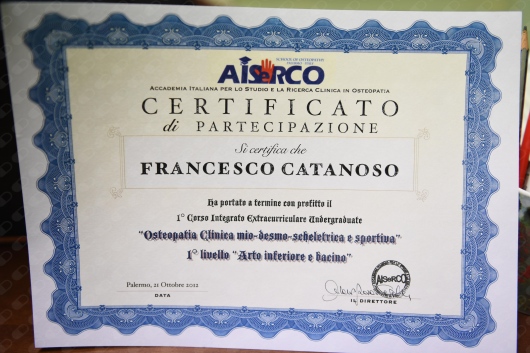 AISeRCO
ACCADEMIA ITALIANA PER LO STUDIO E LA RICERCA CLINICA IN OSTEOPATIA
CERTIFICATO
di PARTECIPAZIONE
Si certifica che
FRANCESCO CATANOSO
Ha portato a termine con profitto il
1° Corso Integrato Extracurriculare Undergraduate
"Osteopatia Clinica mio-desmo-scheletrica e sportiva"
1° livello "Arto inferiore e bacino"
Palermo, 21 Ottobre 2012
DATA
AISeRCO
IL DIRETTORE